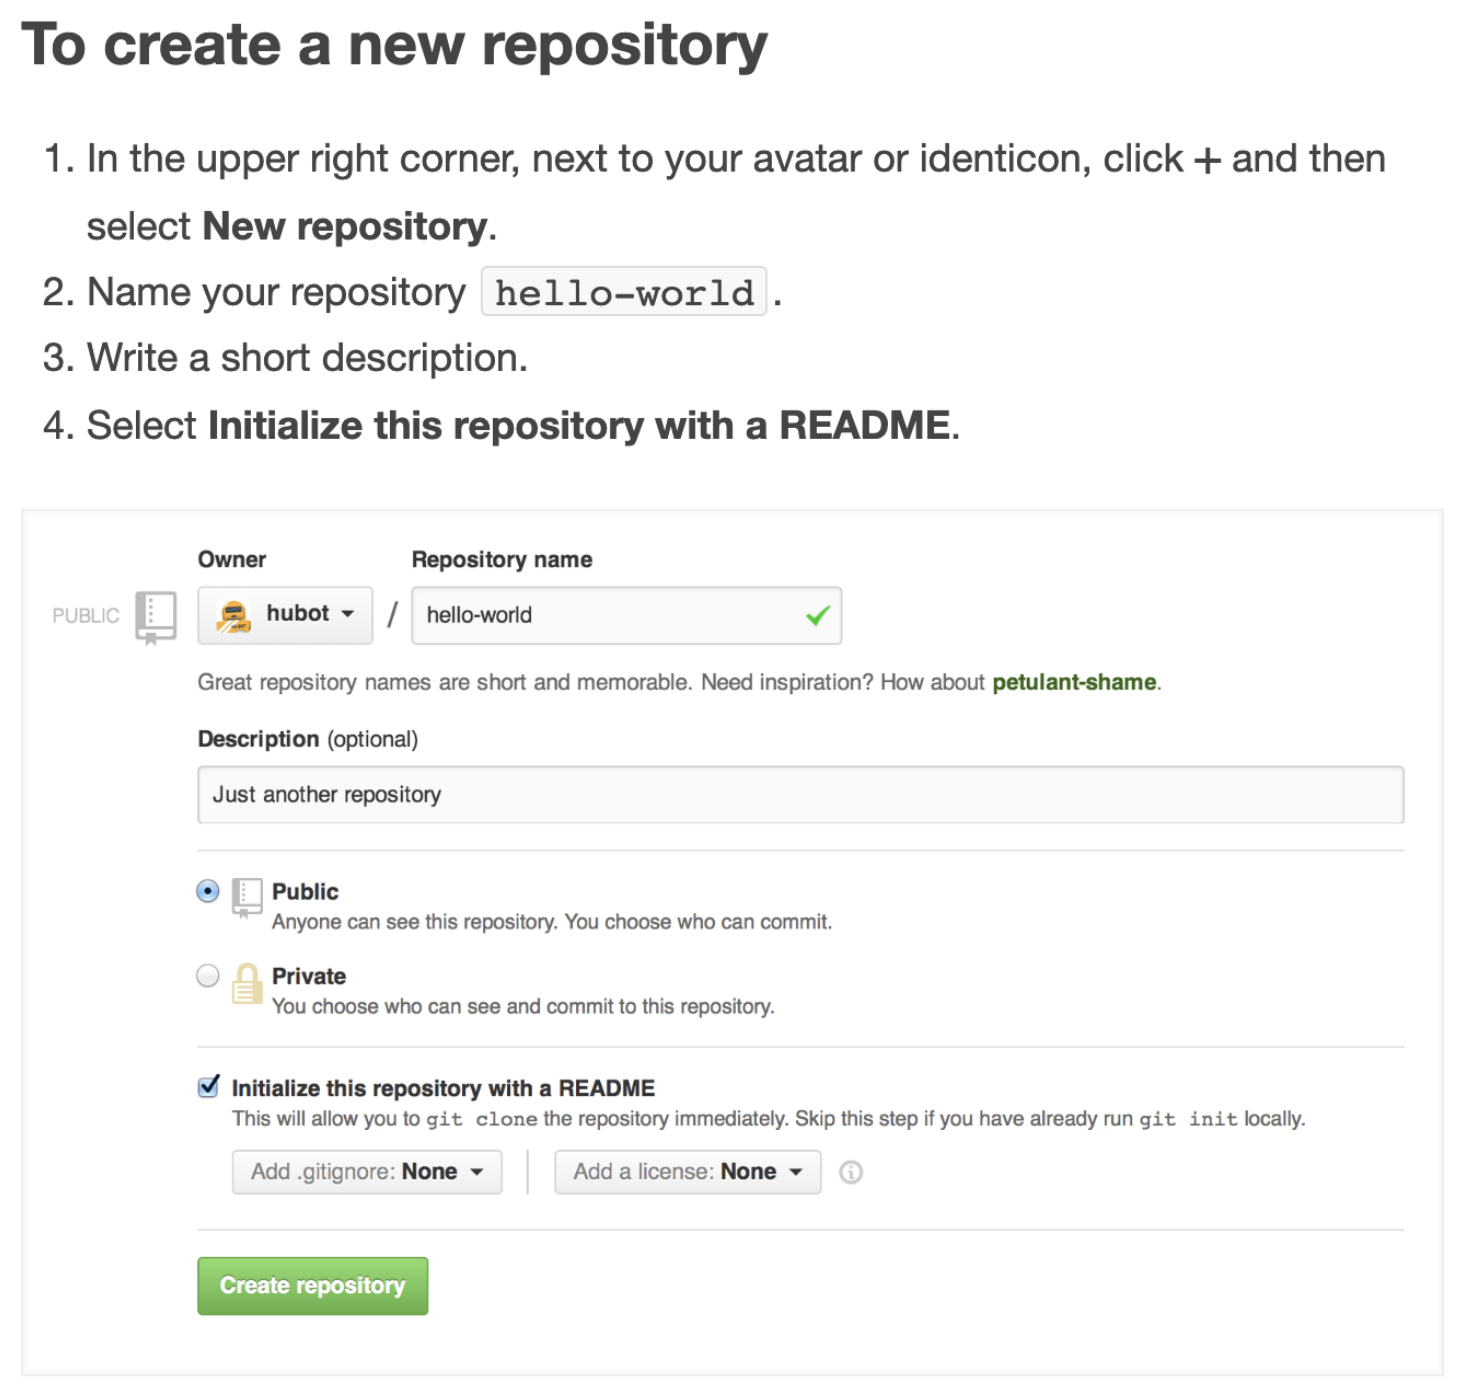 To create a new repository
1. In the upper right corner, next to your avatar or identicon, click + and then
select New repository.
2. Name your repository hello-world .
3. Write a short description.
4. Select Initialize this repository with a README.
Owner Repository name
PUBLIC hubot / hello-world
Great repository names are short and memorable. Need inspiration? How about petulant-shame.
Description (optional)
Just another repository
Public
Anyone can see this repository. You choose who can commit.
Private
You choose who can see and commit to this repository.
Initialize this repository with a README
This will allow you to git clone the repository immediately. Skip this step if you have already run git init locally.
Add .gitignore: None Add a license: None
Create repository